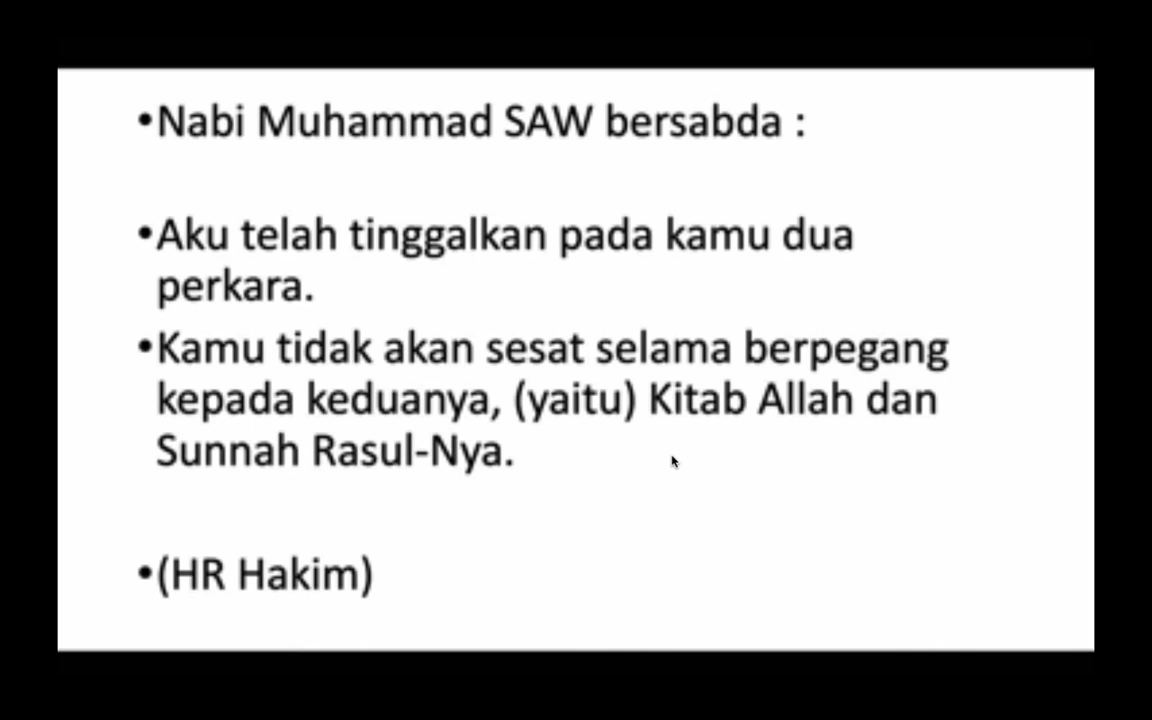 •Nabi Muhammad SAW bersabda :
•Aku telah tinggalkan pada kamu dua
perkara.
•Kamu tidak akan sesat selama berpegang
kepada keduanya, (yaitu) Kitab Allah dan
Sunnah Rasul-Nya.
•(HR Hakim)